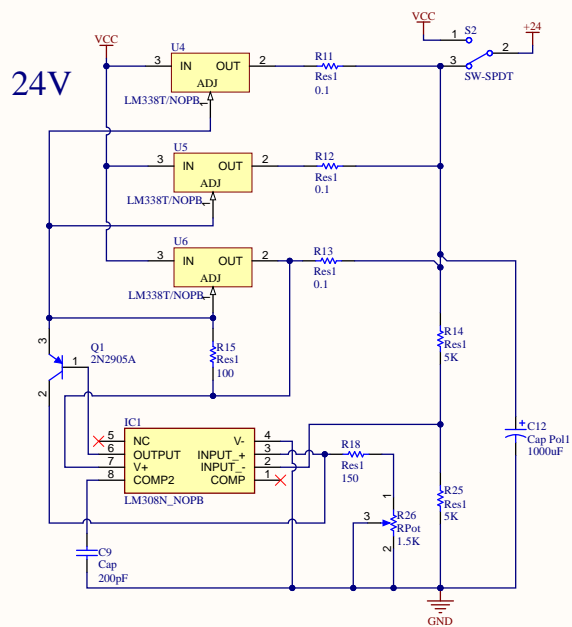 VCC
24V
U4
3 IN OUT 2
ADJ
1
LM338T/NOPB
R11
Res1
0.1
VCC
S2
1
2
3
+24
SW-SPDT
U5
3 IN OUT 2
ADJ
1
LM338T/NOPB
R12
Res1
0.1
U6
3 IN OUT 2
ADJ
1
LM338T/NOPB
R13
Res1
0.1
R14
Res1
5K
3
Q1
2N2905A
1
2
R15
Res1
100
C12
Cap Pol1
1000uF
+
IC1
5 NC V- 4
6 OUTPUT INPUT_+ 3
7 V+ INPUT_- 2
8 COMP2 COMP 1
LM308N_NOPB
R18
Res1
150
R25
Res1
5K
1
3
2
R26
RPot
1.5K
C9
Cap
200pF
GND